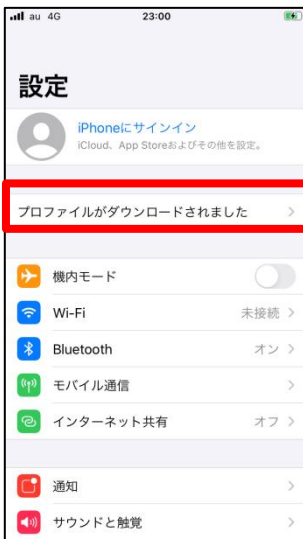 au 4G 23:00
設定
iPhoneにサインイン
iCloud、App Storeおよびその他を設定。
プロファイルがダウンロードされました
機内モード
Wi-Fi 未接続
Bluetooth オン
モバイル通信
インターネット共有 オフ
通知
サウンドと触覚